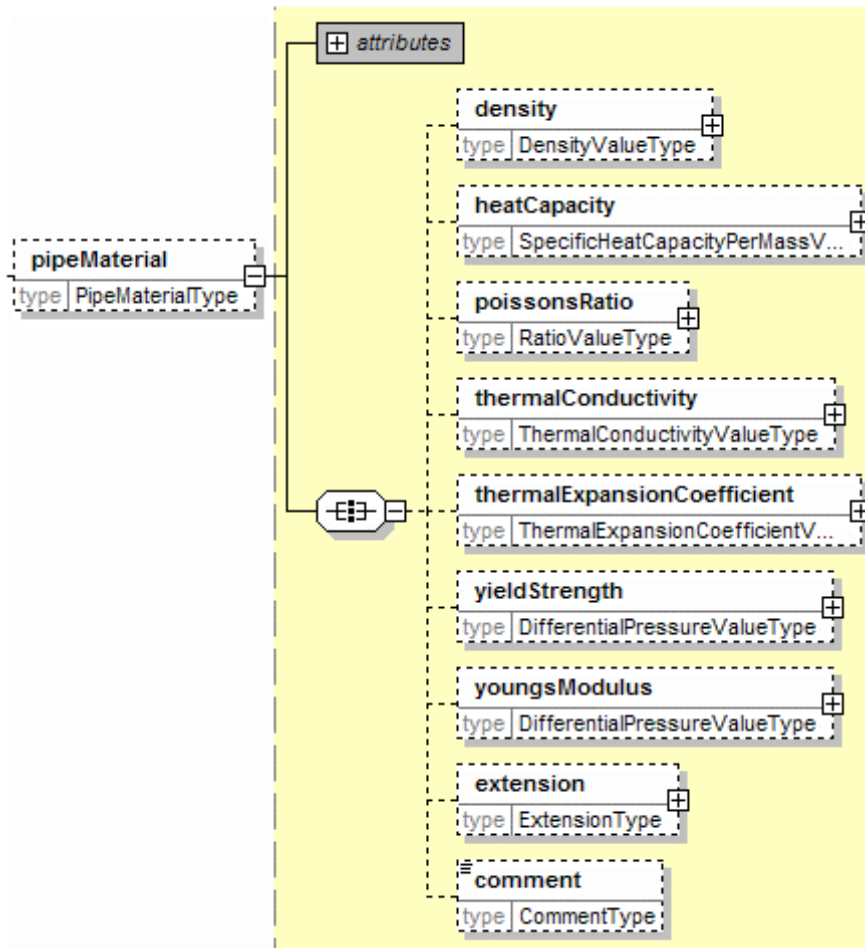 attributes
density
type DensityValueType
heatCapacity
type SpecificHeatCapacityPerMassV...
pipeMaterial
type PipeMaterialType
poissonsRatio
type RatioValueType
thermalConductivity
type ThermalConductivityValueType
thermalExpansionCoefficient
type ThermalExpansionCoefficientV...
yieldStrength
type DifferentialPressureValueType
youngsModulus
type DifferentialPressureValueType
extension
type ExtensionType
comment
type CommentType